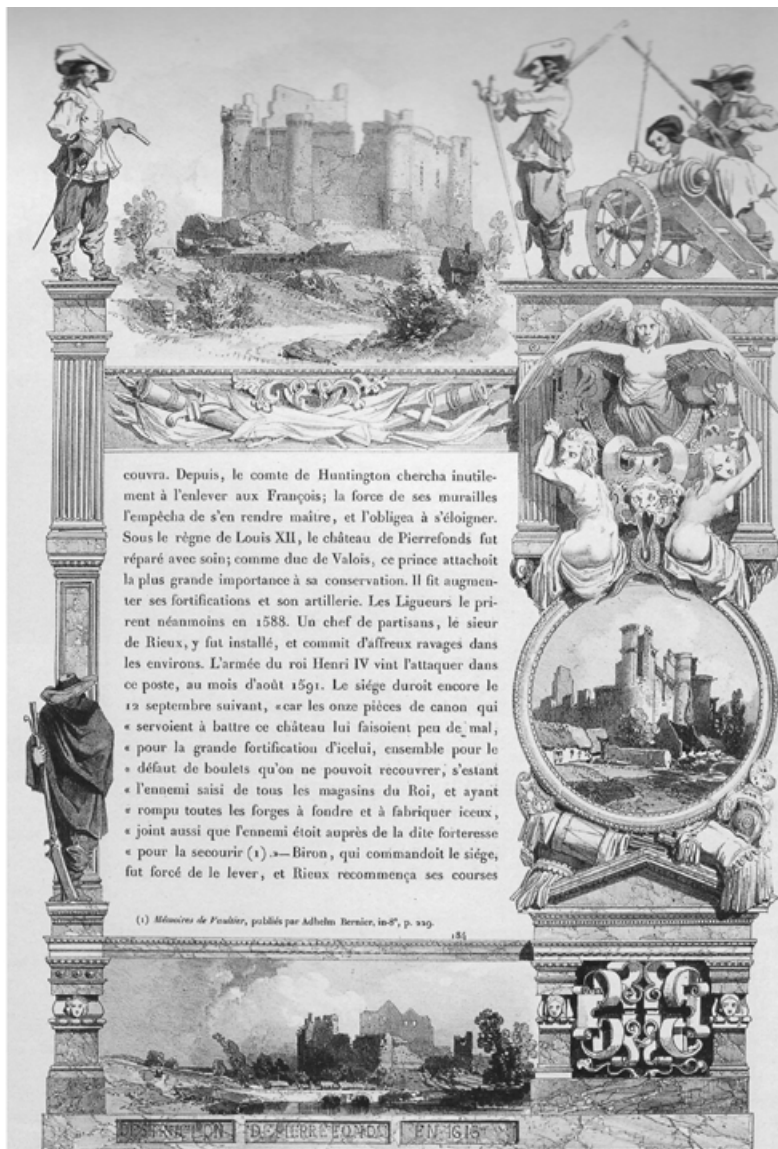 couvra. Depuis, le comte de Huntington chercha inutile-
ment à l'enlever aux François; la force de ses murailles
l'empêcha de s'en rendre maître, et l'obligea à s'éloigner.
Sous le règne de Louis XII, le château de Pierrefonds fut
réparé avec soin; comme duc de Valois, ce prince attachoit
la plus grande importance à sa conservation. Il fit augmen-
ter ses fortifications et son artillerie. Les Ligueurs le pri-
rent néanmoins en 1588. Un chef de partisans, le sieur
de Rieux, y fut installé, et commit d'affreux ravages dans
les environs. L'armée du roi Henri IV vint l'attaquer dans
ce poste, au mois d'août 1591. Le siége duroit encore le
12 septembre suivant, «car les onze pièces de canon qui
« servoient à battre ce château lui faisoient peu de mal,
« pour la grande fortification d'icelui, ensemble pour le
« défaut de boulets qu'on ne pouvoit recouvrer, s'estant
« l'ennemi saisi de tous les magasins du Roi, et ayant
« rompu toutes les forges à fondre et à fabriquer iceux,
« joint aussi que l'ennemi étoit auprès de la dite forteresse
« pour la secourir (1).»—Biron, qui commandoit le siége,
fut forcé de le lever, et Rieux recommença ses courses
(1) Mémoires de Vaultier, publiés par Adhelm Bernier, in-8°, p. 229.
184
DE PIERREFONDS EN 1616